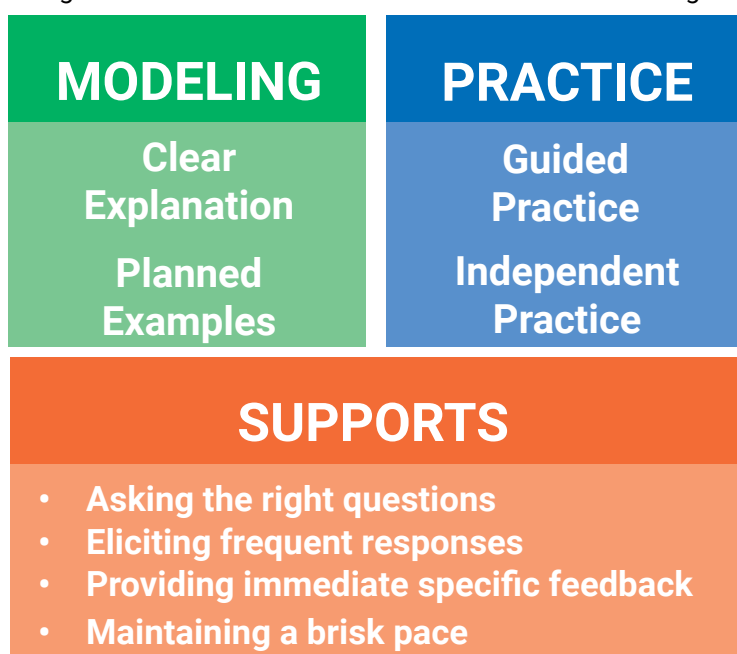 MODELING
Clear
Explanation
Planned
Examples
PRACTICE
Guided
Practice
Independent
Practice
SUPPORTS
• Asking the right questions
• Eliciting frequent responses
• Providing immediate specific feedback
• Maintaining a brisk pace